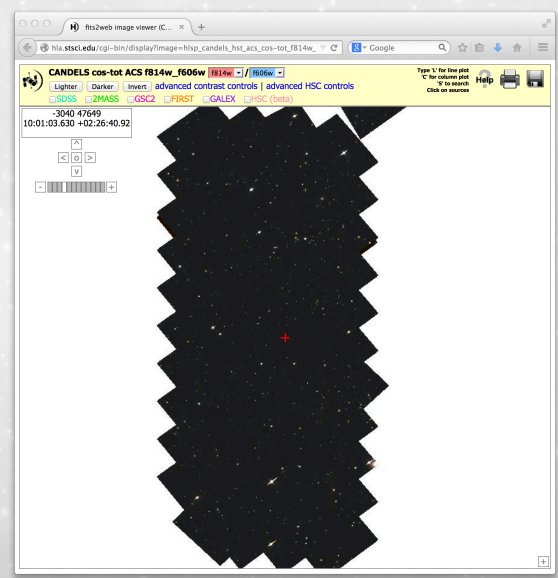 fits2web image viewer (C...
hla.stsci.edu/cgi-bin/display?image=hlsp_candels_hst_acs_cos-tot_f814w_
Google
CANDELS cos-tot ACS f814w_f606w f814w / f606w
Type 'L' for line plot
'C' for column plot
'S' to search
Click on sources
Help
Lighter Darker Invert advanced contrast controls | advanced HSC controls
SDSS 2MASS GSC2 FIRST GALEX HSC (beta)
-3040 47649
10:01:03.630 +02:26:40.92
^
< o >
v
- +
+